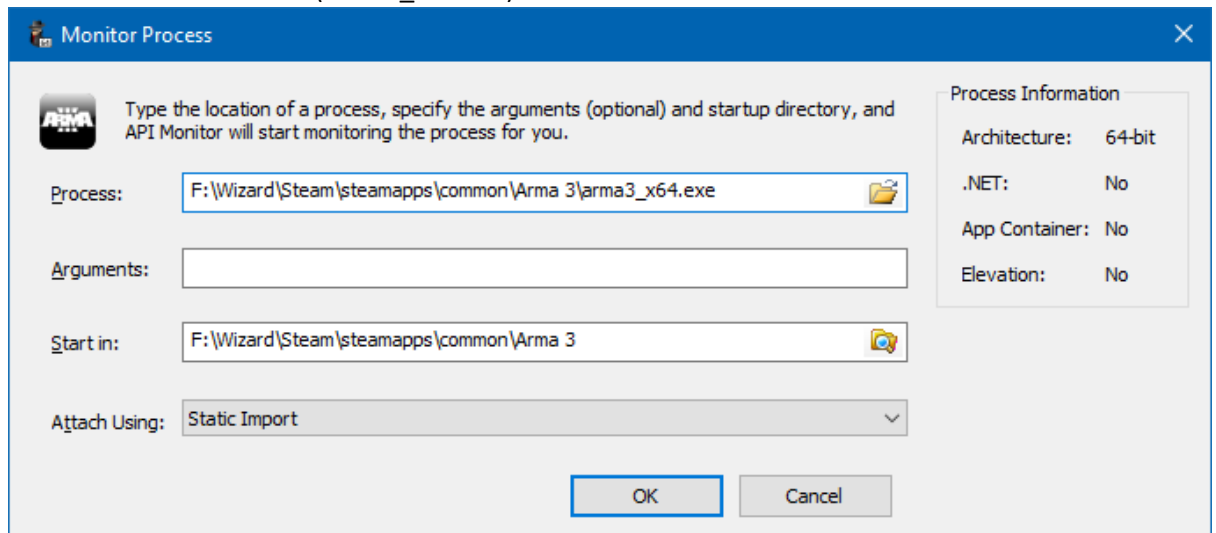 Monitor Process
Type the location of a process, specify the arguments (optional) and startup directory, and
API Monitor will start monitoring the process for you.
Process: F:\Wizard\Steam\steamapps\common\Arma 3\arma3_x64.exe
Arguments:
Start in: F:\Wizard\Steam\steamapps\common\Arma 3
Attach Using: Static Import
OK Cancel
Process Information
Architecture: 64-bit
.NET: No
App Container: No
Elevation: No